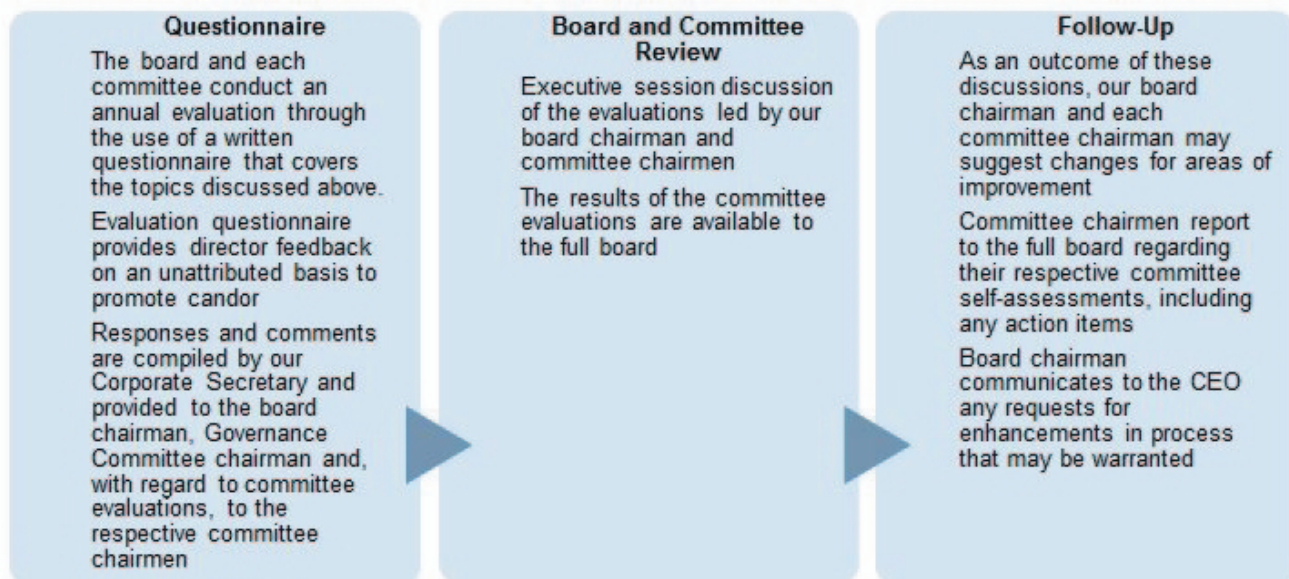 Questionnaire
The board and each
committee conduct an
annual evaluation through
the use of a written
questionnaire that covers
the topics discussed above.
Evaluation questionnaire
provides director feedback
on an unattributed basis to
promote candor
Responses and comments
are compiled by our
Corporate Secretary and
provided to the board
chairman, Governance
Committee chairman and,
with regard to committee
evaluations, to the
respective committee
chairmen
Board and Committee
Review
Executive session discussion
of the evaluations led by our
board chairman and
committee chairmen
The results of the committee
evaluations are available to
the full board
Follow-Up
As an outcome of these
discussions, our board
chairman and each
committee chairman may
suggest changes for areas of
improvement
Committee chairmen report
to the full board regarding
their respective committee
self-assessments, including
any action items
Board chairman
communicates to the CEO
any requests for
enhancements in process
that may be warranted